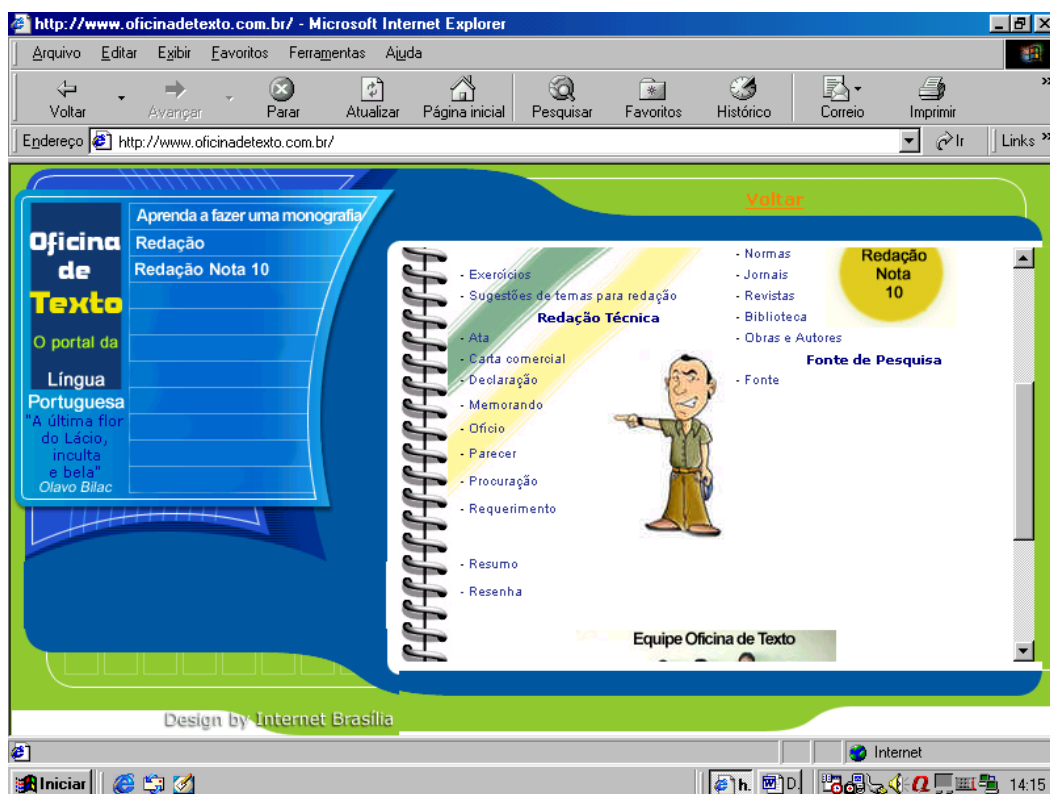 http://www.oficinadetexto.com.br/ - Microsoft Internet Explorer
Arquivo Editar Exibir Favoritos Ferramentas Ajuda
Voltar Avançar Parar Atualizar Página inicial Pesquisar Favoritos Histórico Correio Imprimir »
Endereço http://www.oficinadetexto.com.br/ Ir Links »
Voltar
Aprenda a fazer uma monografia
Redação
Redação Nota 10
Oficina
de
Texto
O portal da
Língua
Portuguesa
"A última flor
do Lácio,
inculta
e bela"
Olavo Bilac
- Exercícios
- Sugestões de temas para redação
Redação Técnica
- Ata
- Carta comercial
- Declaração
- Memorando
- Ofício
- Parecer
- Procuração
- Requerimento
- Resumo
- Resenha
- Normas
- Jornais
- Revistas
- Biblioteca
- Obras e Autores
Fonte de Pesquisa
- Fonte
Redação
Nota
10
Equipe Oficina de Texto
Design by Internet Brasília
Internet
Iniciar h. D. 14:15